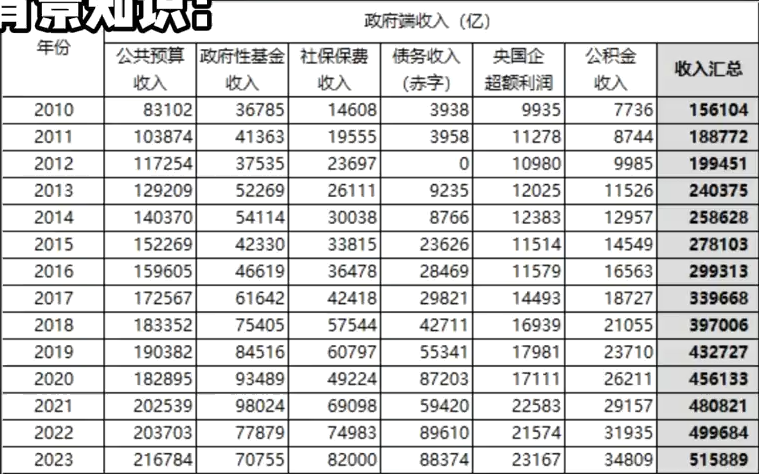 背景知识：
政府端收入（亿）
年份
公共预算收入 政府性基金收入 社保保费收入 债务收入（赤字） 央国企超额利润 公积金收入 收入汇总
2010 83102 36785 14608 3938 9935 7736 156104
2011 103874 41363 19555 3958 11278 8744 188772
2012 117254 37535 23697 0 10980 9985 199451
2013 129209 52269 26111 9235 12025 11526 240375
2014 140370 54114 30038 8766 12383 12957 258628
2015 152269 42330 33815 23626 11514 14549 278103
2016 159605 46619 36478 28469 11579 16563 299313
2017 172567 61642 42418 29821 14493 18727 339668
2018 183352 75405 57544 42711 16939 21055 397006
2019 190382 84516 60797 55341 17981 23710 432727
2020 182895 93489 49224 87203 17111 26211 456133
2021 202539 98024 69098 59420 22583 29157 480821
2022 203703 77879 74983 89610 21574 31935 499684
2023 216784 70755 82000 88374 23167 34809 515889